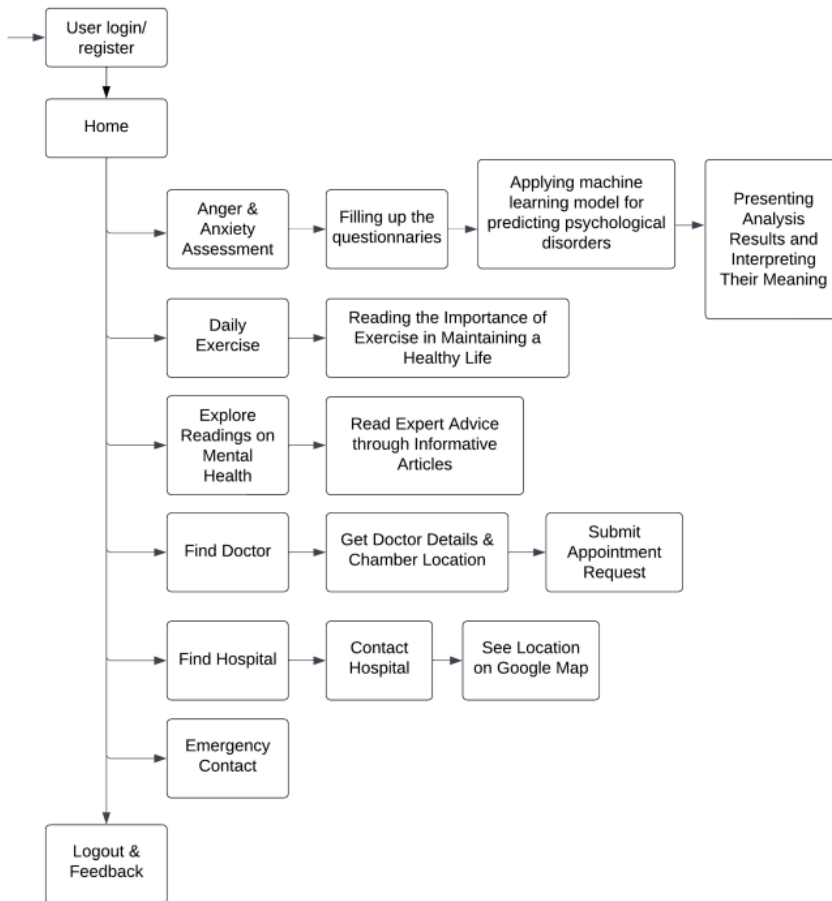 User login/
register
Home
Anger &
Anxiety
Assessment
Filling up the
questionnaries
Applying machine
learning model for
predicting psychological
disorders
Presenting
Analysis
Results and
Interpreting
Their Meaning
Daily
Exercise
Reading the Importance of
Exercise in Maintaining a
Healthy Life
Explore
Readings on
Mental
Health
Read Expert Advice
through Informative
Articles
Find Doctor
Get Doctor Details &
Chamber Location
Submit
Appointment
Request
Find Hospital
Contact
Hospital
See Location
on Google Map
Emergency
Contact
Logout &
Feedback